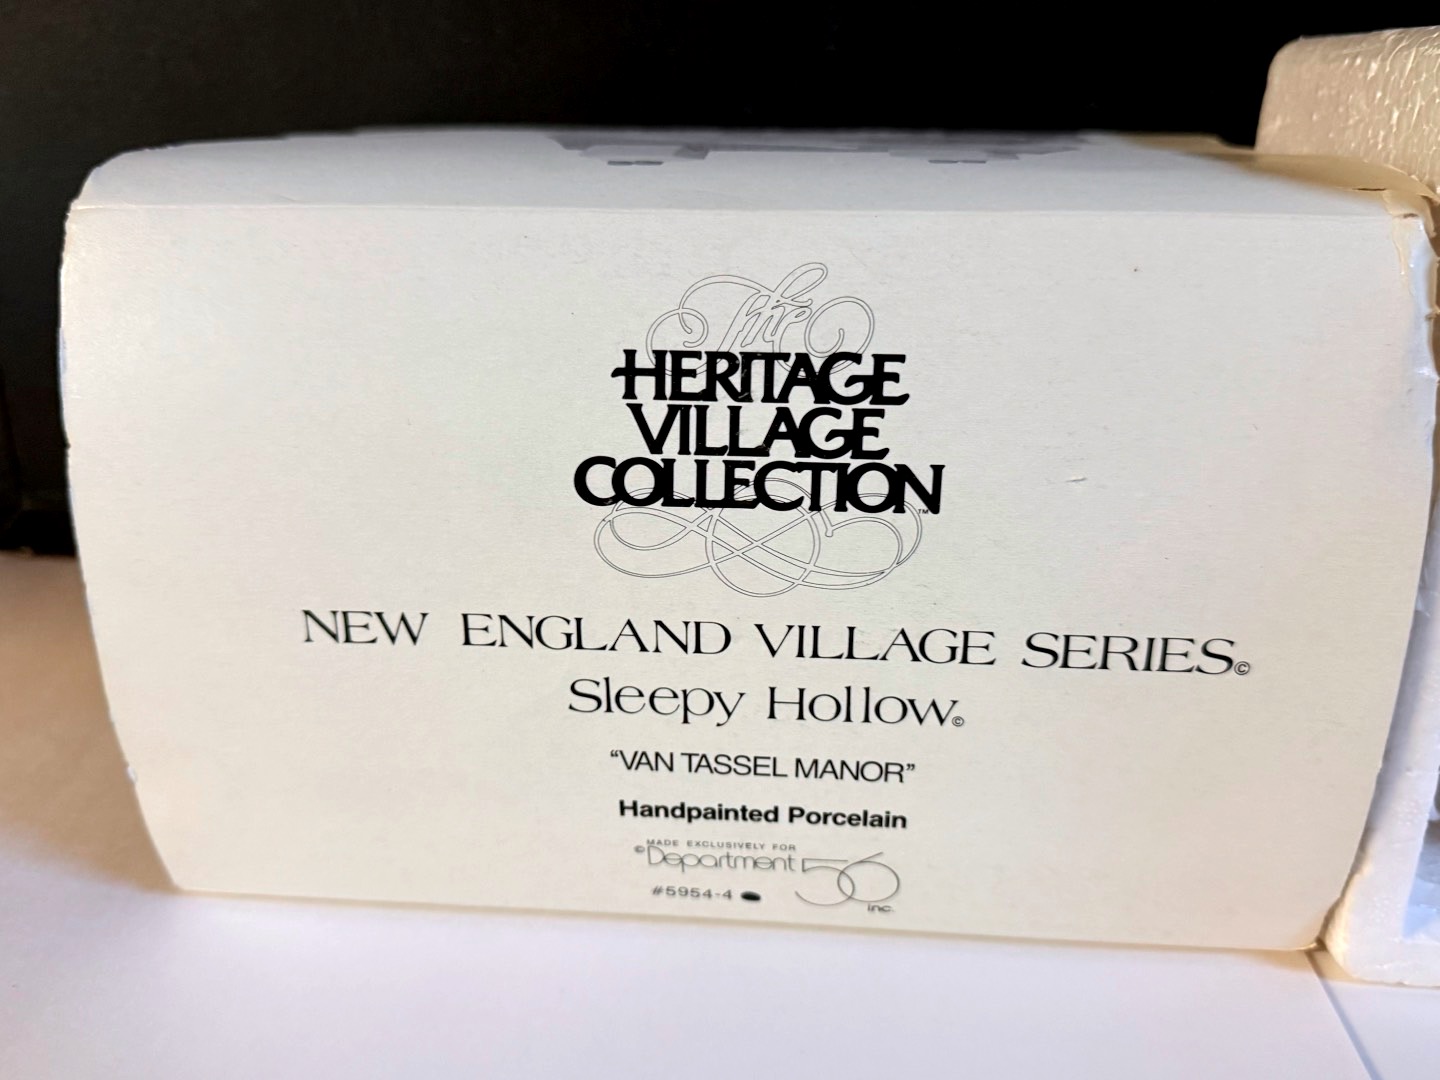 The
HERITAGE
VILLAGE
COLLECTION™
NEW ENGLAND VILLAGE SERIES©
Sleepy Hollow©
“VAN TASSEL MANOR”
Handpainted Porcelain
MADE EXCLUSIVELY FOR
©Department 56
#5954-4
inc.